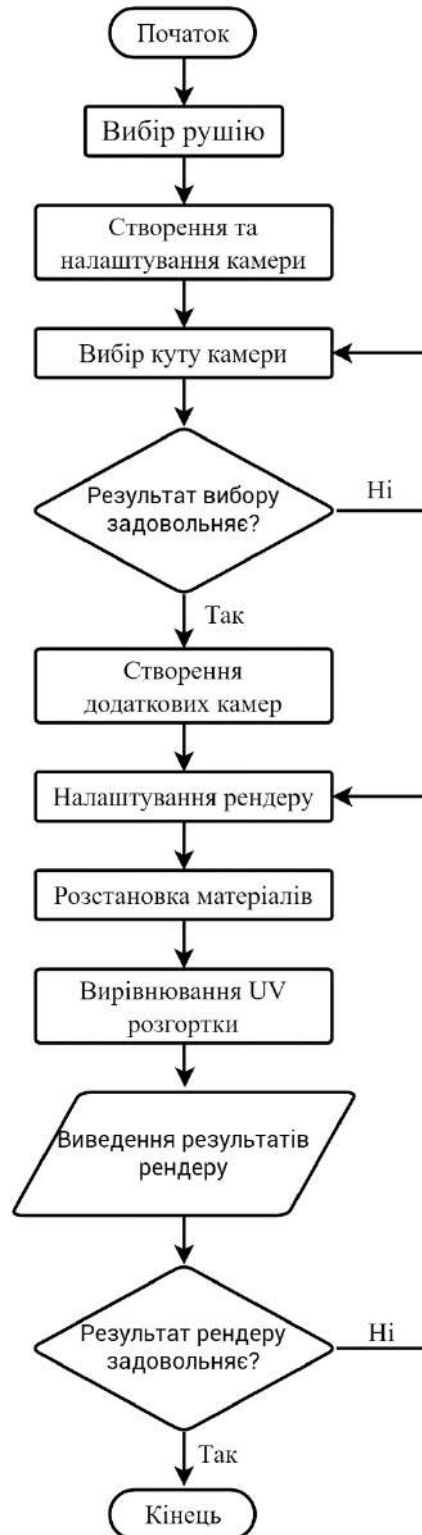 Початок
Вибір рушію
Створення та
налаштування камери
Вибір куту камери
Результат вибору
задовольняє?
Ні
Так
Створення
додаткових камер
Налаштування рендеру
Розстановка матеріалів
Вирівнювання UV
розгортки
Виведення результатів
рендеру
Результат рендеру
задовольняє?
Ні
Так
Кінець